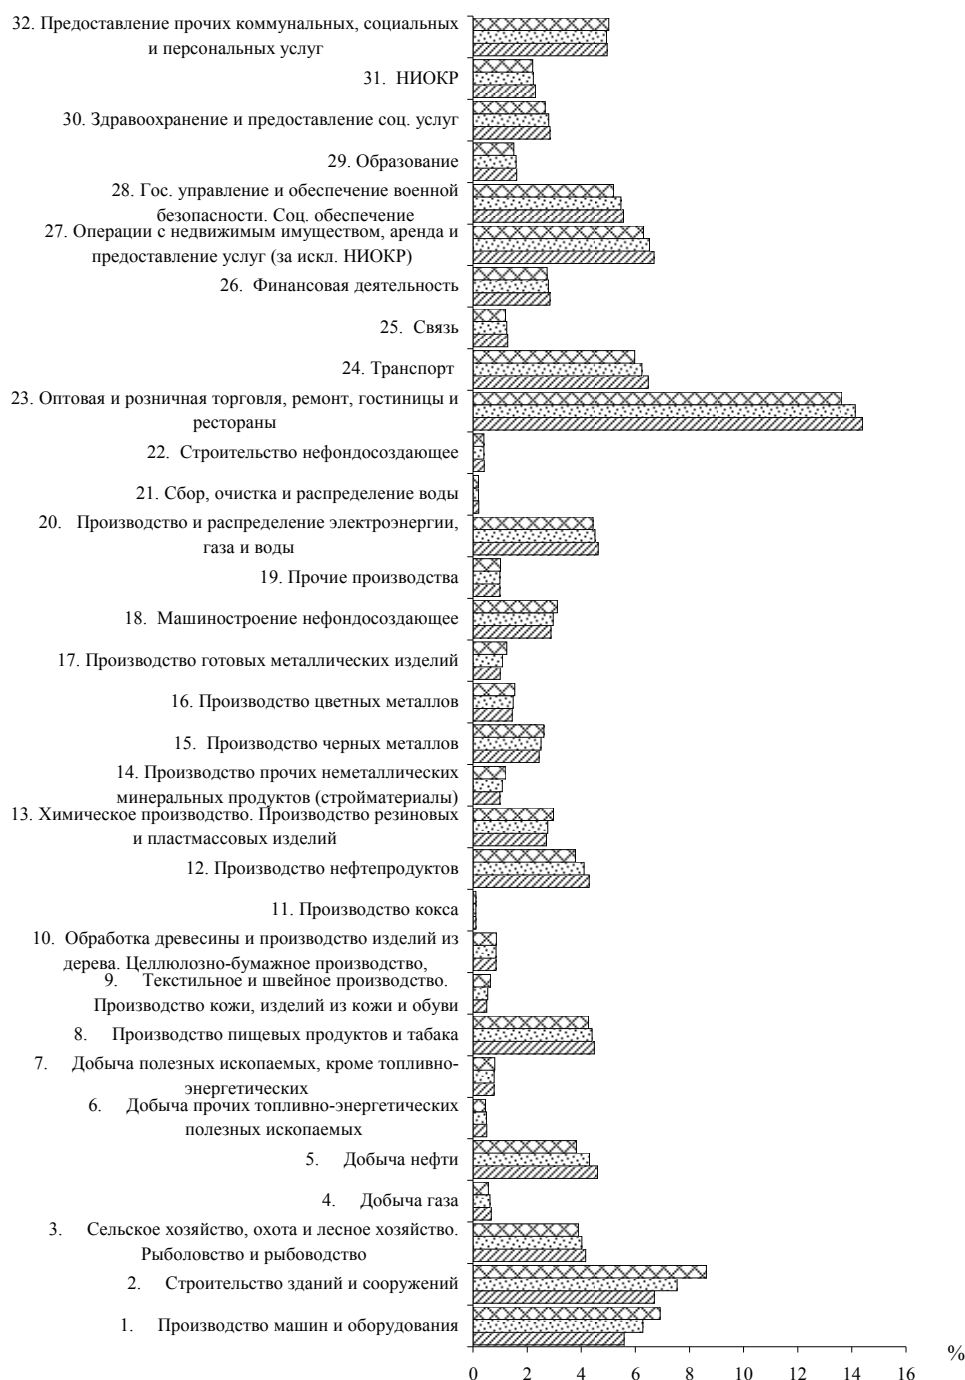 32. Предоставление прочих коммунальных, социальных
и персональных услуг
31. НИОКР
30. Здравоохранение и предоставление соц. услуг
29. Образование
28. Гос. управление и обеспечение военной
безопасности. Соц. обеспечение
27. Операции с недвижимым имуществом, аренда и
предоставление услуг (за искл. НИОКР)
26. Финансовая деятельность
25. Связь
24. Транспорт
23. Оптовая и розничная торговля, ремонт, гостиницы и
рестораны
22. Строительство нефондосоздающее
21. Сбор, очистка и распределение воды
20. Производство и распределение электроэнергии,
газа и воды
19. Прочие производства
18. Машиностроение нефондосоздающее
17. Производство готовых металлических изделий
16. Производство цветных металлов
15. Производство черных металлов
14. Производство прочих неметаллических
минеральных продуктов (стройматериалы)
13. Химическое производство. Производство резиновых
и пластмассовых изделий
12. Производство нефтепродуктов
11. Производство кокса
10. Обработка древесины и производство изделий из
дерева. Целлюлозно-бумажное производство,
9. Текстильное и швейное производство.
Производство кожи, изделий из кожи и обуви
8. Производство пищевых продуктов и табака
7. Добыча полезных ископаемых, кроме топливно-
энергетических
6. Добыча прочих топливно-энергетических
полезных ископаемых
5. Добыча нефти
4. Добыча газа
3. Сельское хозяйство, охота и лесное хозяйство.
Рыболовство и рыбоводство
2. Строительство зданий и сооружений
1. Производство машин и оборудования
%
0 2 4 6 8 10 12 14 16